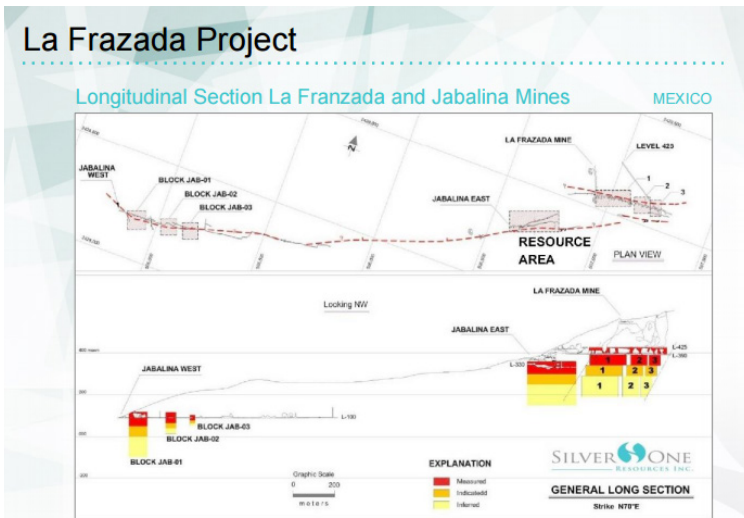 La Frazada Project
Longitudinal Section La Franzada and Jabalina Mines
MEXICO
LA FRAZADA MINE
LEVEL 425
JABALINA
WEST
BLOCK JAB-01
BLOCK JAB-02
BLOCK JAB-03
1
2
3
JABALINA EAST
RESOURCE
AREA
PLAN VIEW
N
Looking NW
LA FRAZADA MINE
JABALINA EAST
JABALINA WEST
L-425
1 2 3
1 2 3
1 2 3
L-100
BLOCK JAB-03
BLOCK JAB-02
BLOCK JAB-01
Graphic Scale
0 200
meters
EXPLANATION
Measured
Indicatedd
Inferred
SILVER ONE
RESOURCES INC.
GENERAL LONG SECTION
Strike N70°E